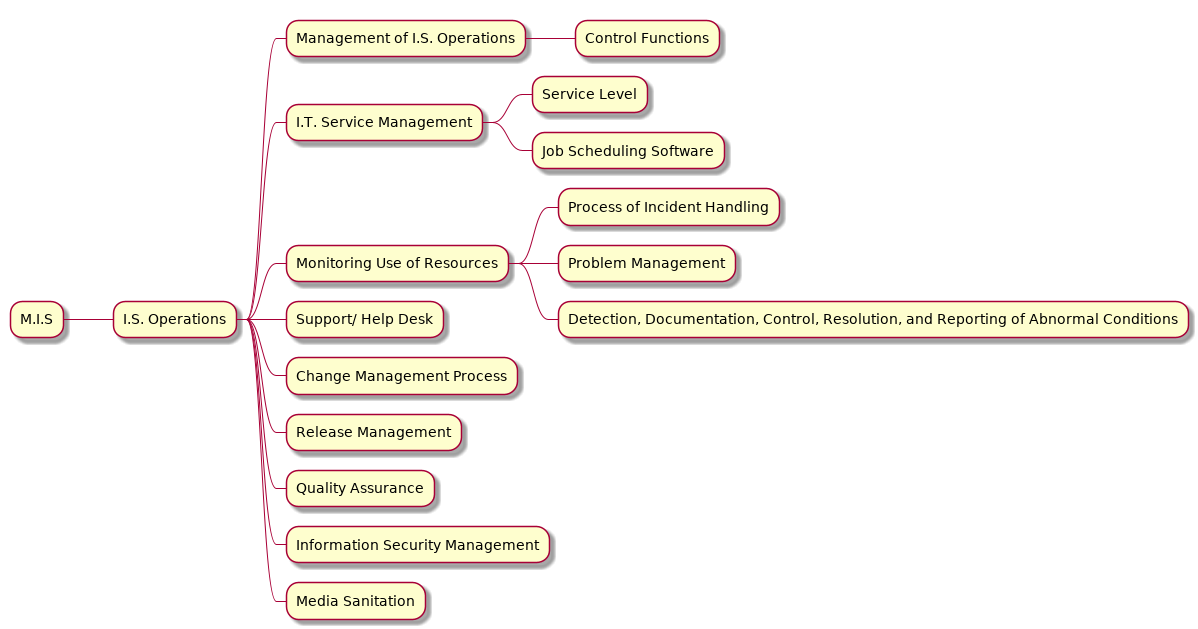 M.I.S
I.S. Operations
Management of I.S. Operations
Control Functions
I.T. Service Management
Service Level
Job Scheduling Software
Monitoring Use of Resources
Process of Incident Handling
Problem Management
Detection, Documentation, Control, Resolution, and Reporting of Abnormal Conditions
Support/ Help Desk
Change Management Process
Release Management
Quality Assurance
Information Security Management
Media Sanitation